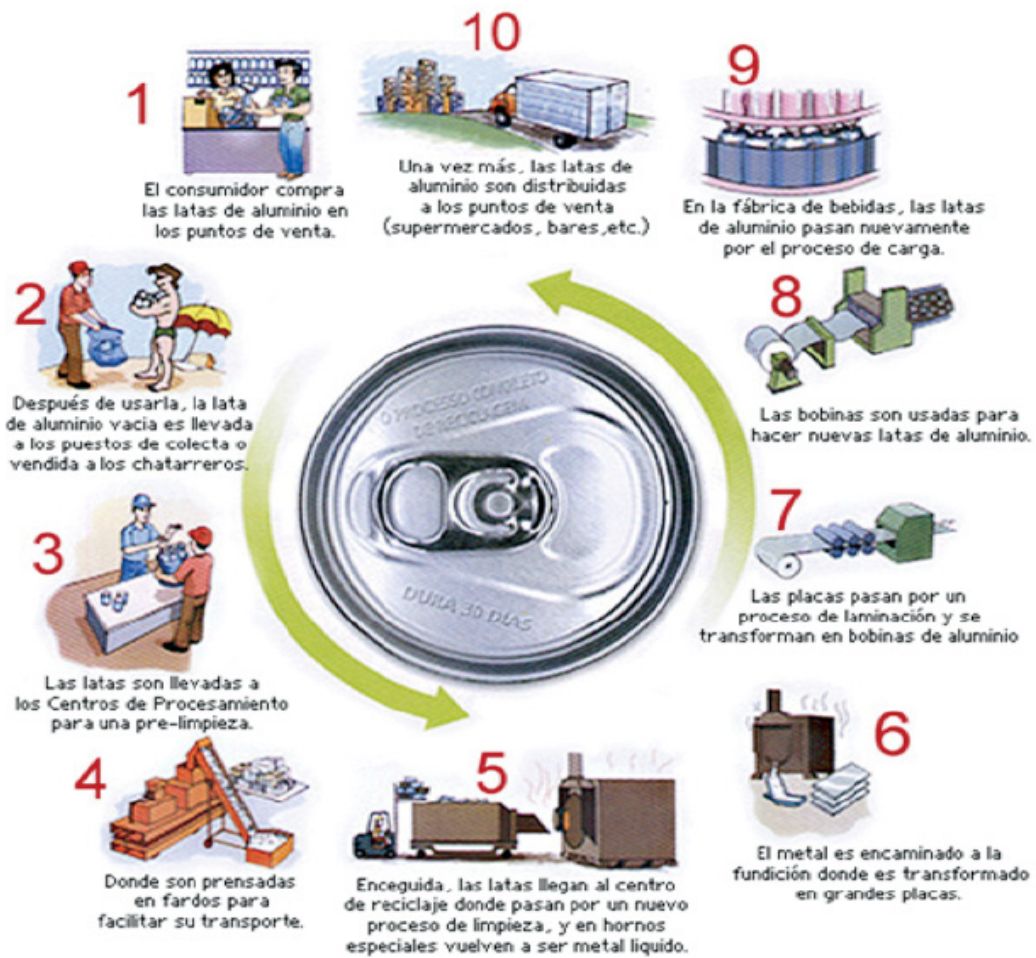 1
El consumidor compra
las latas de aluminio en
los puntos de venta.
2
Después de usarla, la lata
de aluminio vacia es llevada
a los puestos de colecta o
vendida a los chatarreros.
3
Las latas son llevadas a
los Centros de Procesamiento
para una pre-limpieza.
4
Donde son prensadas
en fardos para
facilitar su transporte.
5
Enceguida, las latas llegan al centro
de reciclaje donde pasan por un nuevo
proceso de limpieza, y en hornos
especiales vuelven a ser metal liquido.
6
El metal es encaminado a la
fundición donde es transformado
en grandes placas.
7
Las placas pasan por un
proceso de laminación y se
transforman en bobinas de aluminio
8
Las bobinas son usadas para
hacer nuevas latas de aluminio.
9
En la fábrica de bebidas, las latas
de aluminio pasan nuevamente
por el proceso de carga.
10
Una vez más, las latas de
aluminio son distribuidas
a los puntos de venta
(supermercados, bares,etc.)
O PROCESSO COMPLETO
DE RECICLAGEM
DURA 30 DIAS